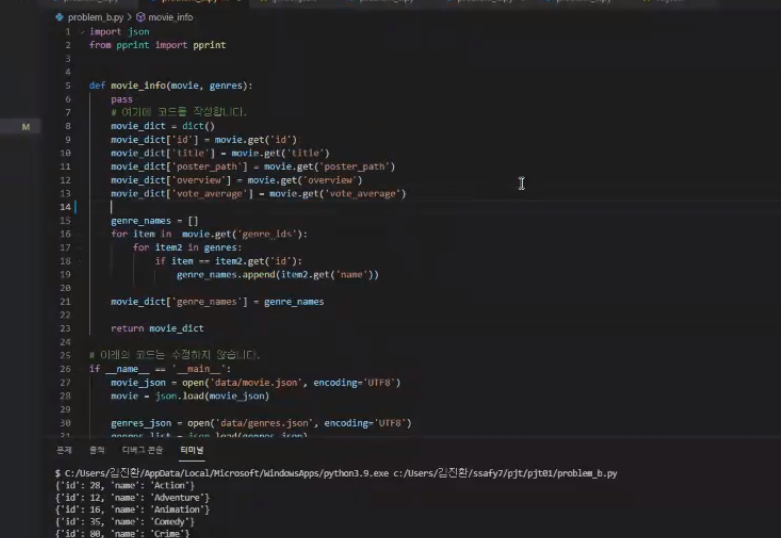 problem_b.py > movie_info
1 import json
2 from pprint import pprint
3
4
5 def movie_info(movie, genres):
6 pass
7 # 여기에 코드를 작성합니다.
8 movie_dict = dict()
9 movie_dict['id'] = movie.get('id')
10 movie_dict['title'] = movie.get('title')
11 movie_dict['poster_path'] = movie.get('poster_path')
12 movie_dict['overview'] = movie.get('overview')
13 movie_dict['vote_average'] = movie.get('vote_average')
14
15 genre_names = []
16 for item in movie.get('genre_ids'):
17 for item2 in genres:
18 if item == item2.get('id'):
19 genre_names.append(item2.get('name'))
20
21 movie_dict['genre_names'] = genre_names
22
23 return movie_dict
24
25 # 아래의 코드는 수정하지 않습니다.
26 if __name__ == '__main__':
27 movie_json = open('data/movie.json', encoding='UTF8')
28 movie = json.load(movie_json)
29
30 genres_json = open('data/genres.json', encoding='UTF8')
31 genres_list = json.load(genres_json)
M
문제 출력 디버그 콘솔 터미널
$ C:/Users/김진환/AppData/Local/Microsoft/WindowsApps/python3.9.exe c:/Users/김진환/ssafy7/pjt/pjt01/problem_b.py
{'id': 28, 'name': 'Action'}
{'id': 12, 'name': 'Adventure'}
{'id': 16, 'name': 'Animation'}
{'id': 35, 'name': 'Comedy'}
{'id': 80, 'name': 'Crime'}